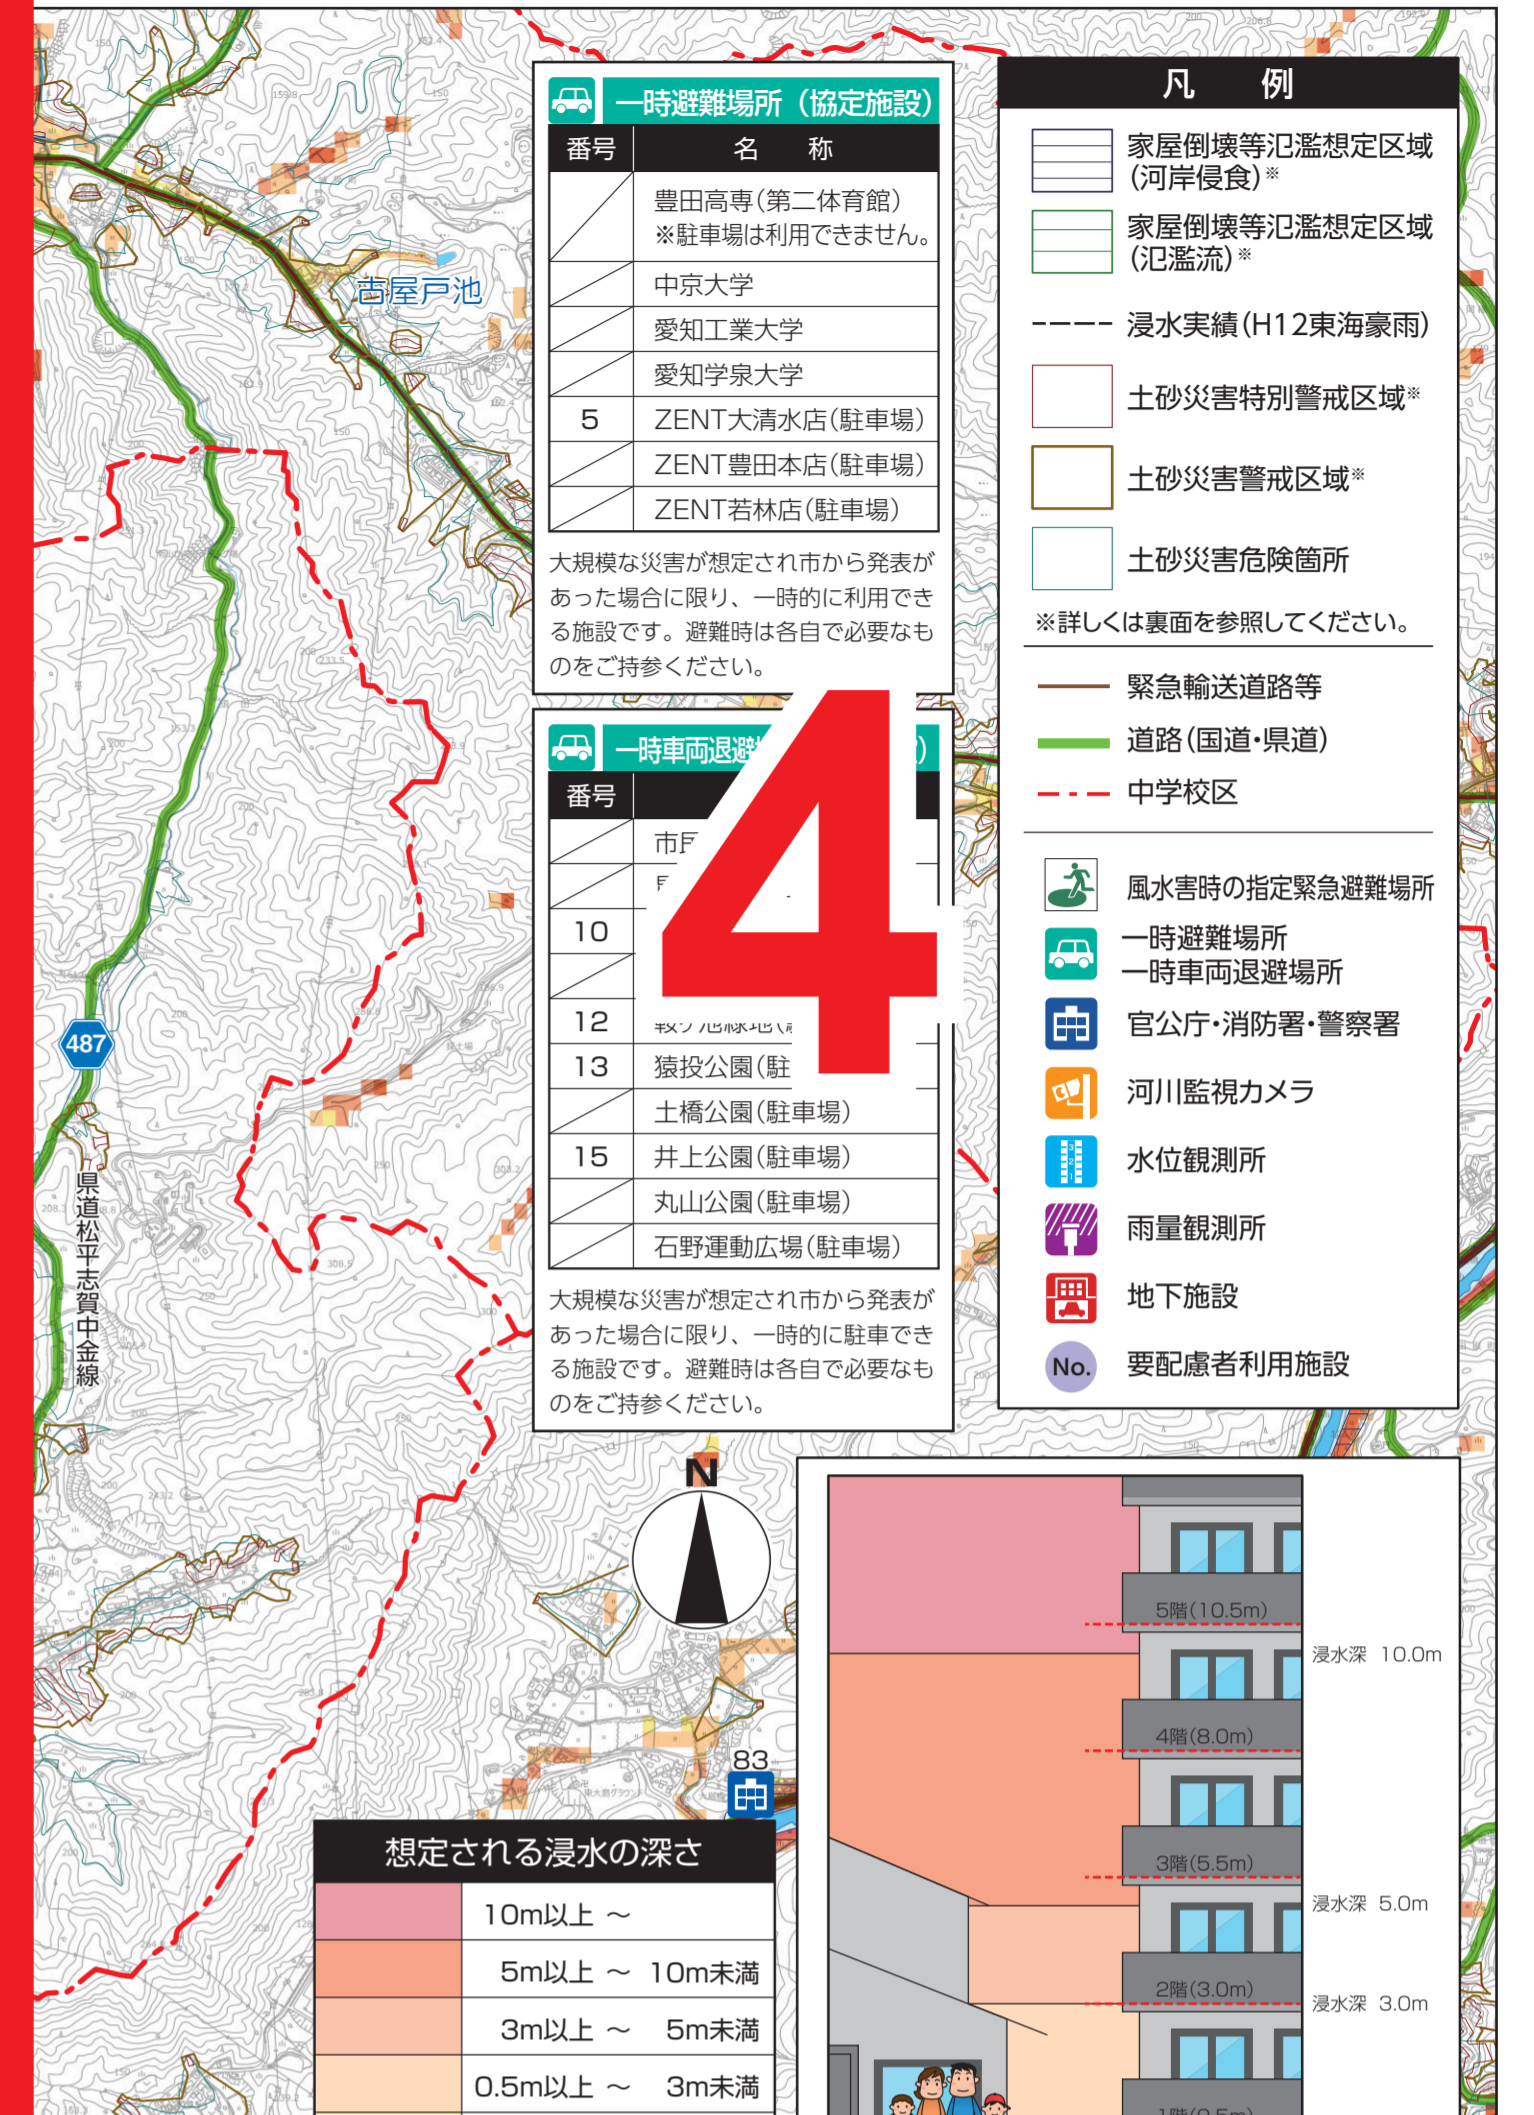 一時避難場所（協定施設）
番号 名 称
豊田高専(第二体育館)
※駐車場は利用できません。
中京大学
愛知工業大学
愛知学泉大学
5 ZENT大清水店(駐車場)
ZENT豊田本店(駐車場)
ZENT若林店(駐車場)
大規模な災害が想定され市から発表が
あった場合に限り、一時的に利用でき
る施設です。避難時は各自で必要なも
のをご持参ください。
一時車両退避
番号
10
12
13 猿投公園(駐
土橋公園(駐車場)
15 井上公園(駐車場)
丸山公園(駐車場)
石野運動広場(駐車場)
大規模な災害が想定され市から発表が
あった場合に限り、一時的に駐車でき
る施設です。避難時は各自で必要なも
のをご持参ください。
4
凡 例
家屋倒壊等氾濫想定区域
(河岸侵食)※
家屋倒壊等氾濫想定区域
(氾濫流)※
浸水実績(H12東海豪雨)
土砂災害特別警戒区域※
土砂災害警戒区域※
土砂災害危険箇所
※詳しくは裏面を参照してください。
緊急輸送道路等
道路(国道・県道)
中学校区
風水害時の指定緊急避難場所
一時避難場所
一時車両退避場所
官公庁・消防署・警察署
河川監視カメラ
水位観測所
雨量観測所
地下施設
No. 要配慮者利用施設
古屋戸池
487
県道松平志賀中金線
N
83
東大島グラウンド
想定される浸水の深さ
10m以上 ～
5m以上 ～ 10m未満
3m以上 ～ 5m未満
0.5m以上 ～ 3m未満
5階(10.5m)
浸水深 10.0m
4階(8.0m)
3階(5.5m)
浸水深 5.0m
2階(3.0m)
浸水深 3.0m